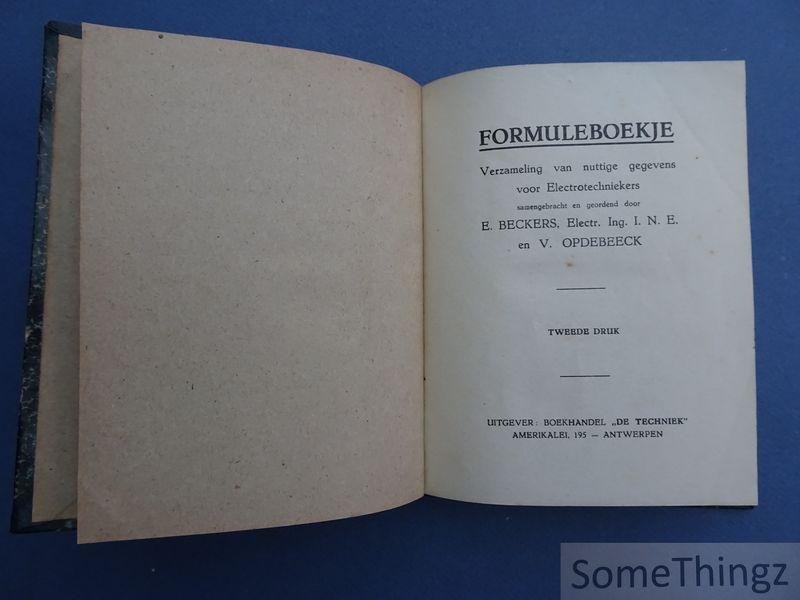 FORMULEBOEKJE
Verzameling van nuttige gegevens
voor Electrotechniekers
samengebracht en geordend door
E. BECKERS, Electr. Ing. I. N. E.
en V. OPDEBEECK
TWEEDE DRUK
UITGEVER: BOEKHANDEL „DE TECHNIEK"
AMERIKALEI, 195 — ANTWERPEN
SomeThingz